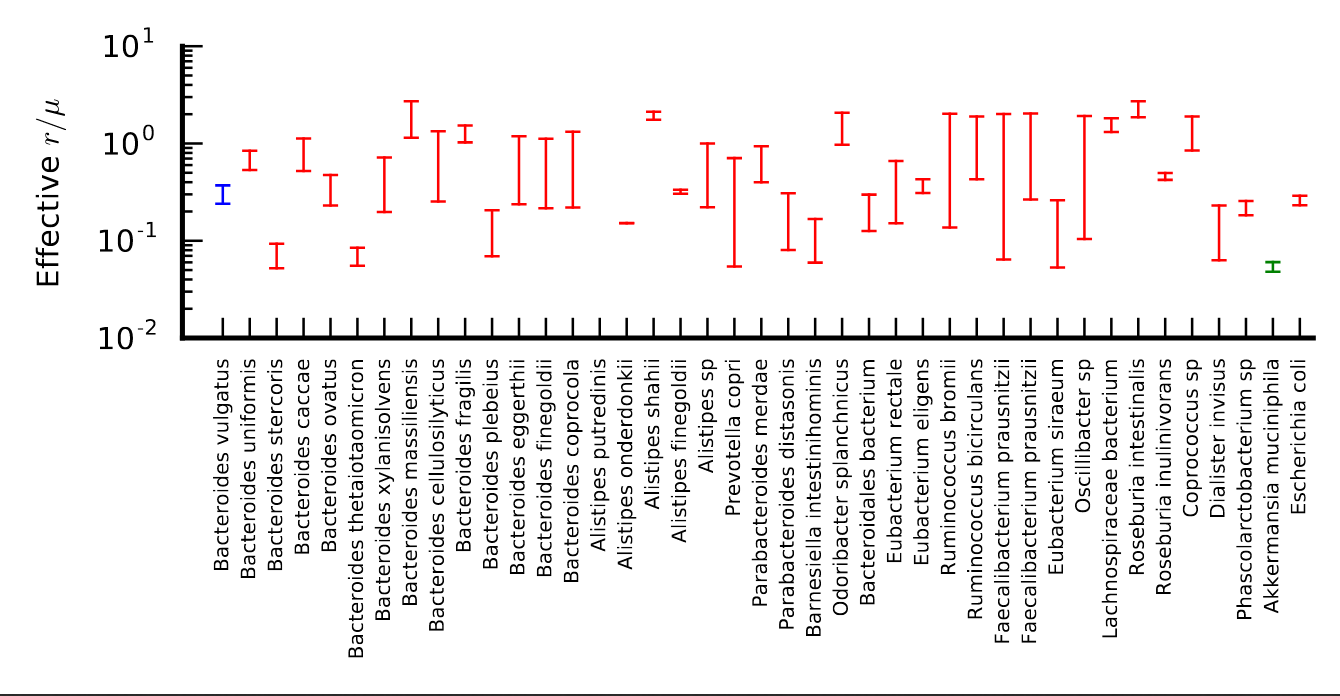 10^1
10^0
10^-1
10^-2
Effective r/μ
Bacteroides vulgatus
Bacteroides uniformis
Bacteroides stercoris
Bacteroides caccae
Bacteroides ovatus
Bacteroides thetaiotaomicron
Bacteroides xylanisolvens
Bacteroides massiliensis
Bacteroides cellulosilyticus
Bacteroides fragilis
Bacteroides plebeius
Bacteroides eggerthii
Bacteroides finegoldii
Bacteroides coprocola
Alistipes putredinis
Alistipes onderdonkii
Alistipes shahii
Alistipes finegoldii
Alistipes sp
Prevotella copri
Parabacteroides merdae
Parabacteroides distasonis
Barnesiella intestinihominis
Odoribacter splanchnicus
Bacteroidales bacterium
Eubacterium rectale
Eubacterium eligens
Ruminococcus bromii
Ruminococcus bicirculans
Faecalibacterium prausnitzii
Faecalibacterium prausnitzii
Eubacterium siraeum
Oscillibacter sp
Lachnospiraceae bacterium
Roseburia intestinalis
Roseburia inulinivorans
Coprococcus sp
Dialister invisus
Phascolarctobacterium sp
Akkermansia muciniphila
Escherichia coli